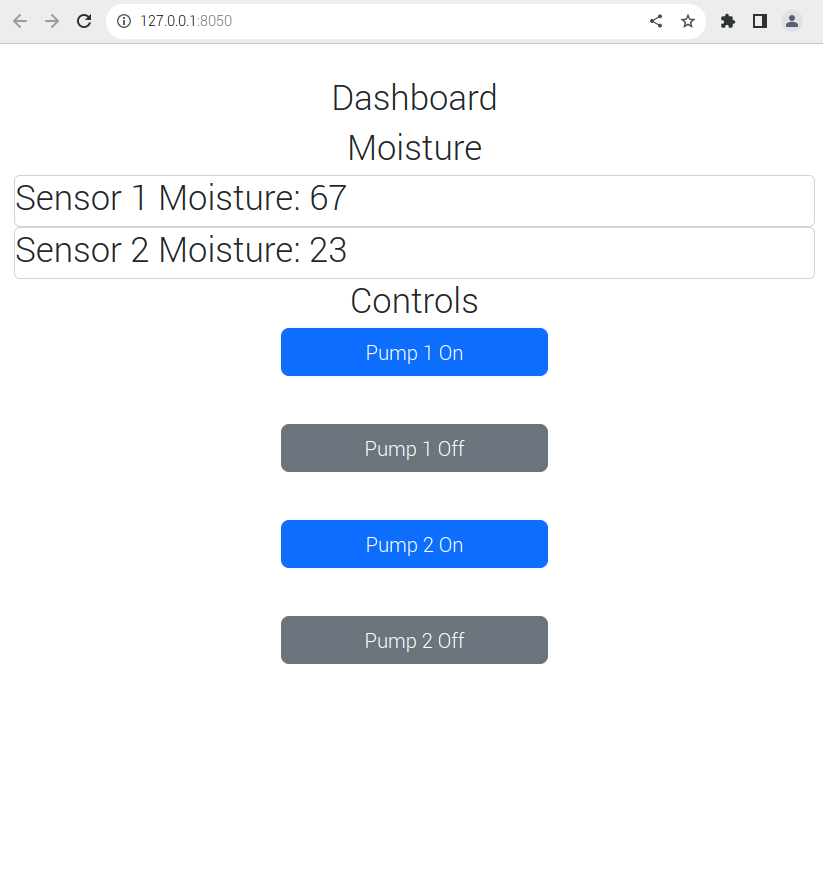 127.0.0.1:8050
Dashboard
Moisture
Sensor 1 Moisture: 67
Sensor 2 Moisture: 23
Controls
Pump 1 On
Pump 1 Off
Pump 2 On
Pump 2 Off